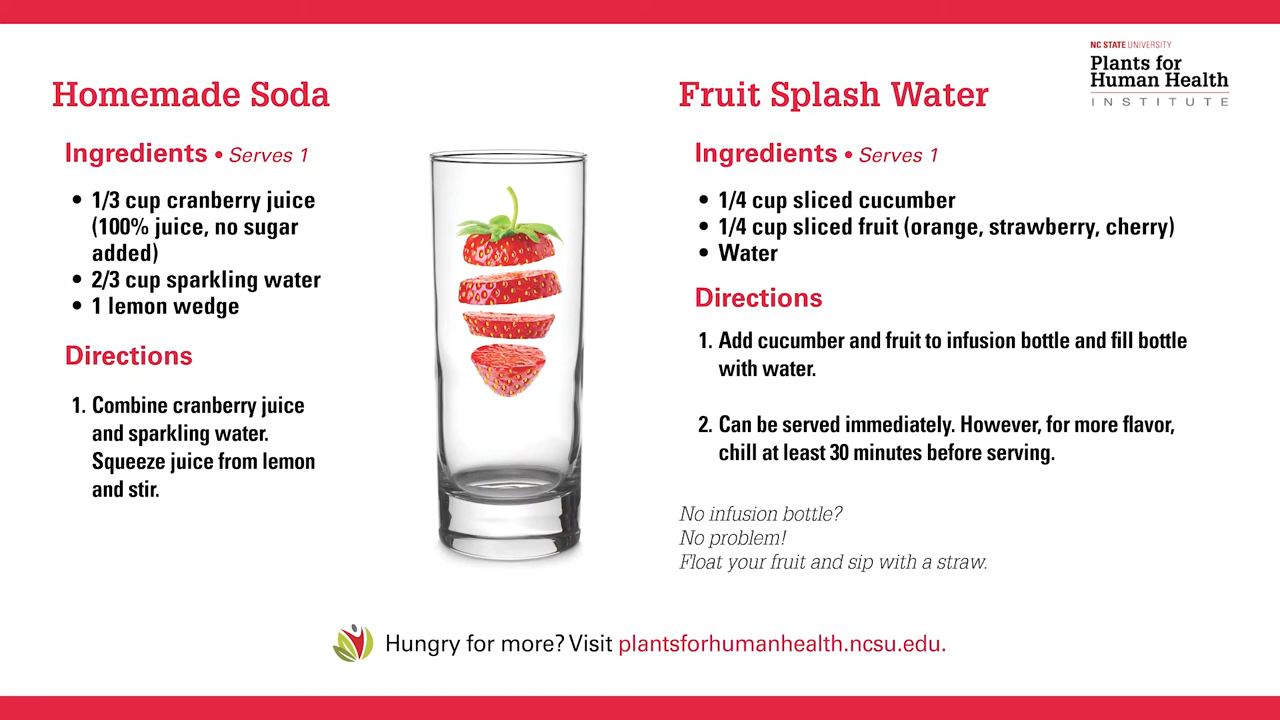 NC STATE UNIVERSITY
Plants for
Human Health
INSTITUTE
Homemade Soda
Ingredients • Serves 1
• 1/3 cup cranberry juice
(100% juice, no sugar
added)
• 2/3 cup sparkling water
• 1 lemon wedge
Directions
1. Combine cranberry juice
and sparkling water.
Squeeze juice from lemon
and stir.
Fruit Splash Water
Ingredients • Serves 1
• 1/4 cup sliced cucumber
• 1/4 cup sliced fruit (orange, strawberry, cherry)
• Water
Directions
1. Add cucumber and fruit to infusion bottle and fill bottle
with water.
2. Can be served immediately. However, for more flavor,
chill at least 30 minutes before serving.
No infusion bottle?
No problem!
Float your fruit and sip with a straw.
Hungry for more? Visit plantsforhumanhealth.ncsu.edu.